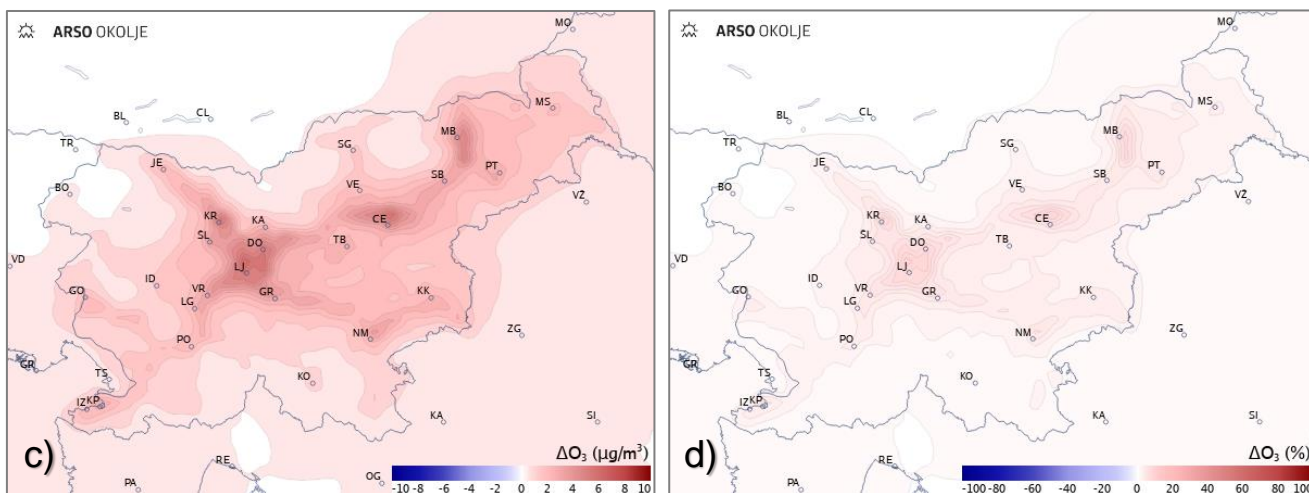 ARSO OKOLJE
MO
BL
CL
MS
TR
MB
SG
JE
PT
SB
BO
VE
VŽ
KR
KA
CE
ŠL
DO
TB
VD
LJ
ID
GO
VR
GR
KK
LG
NM
ZG
PO
GR
TS
KO
IZ
KP
KA
SI
c)
ΔO₃ (µg/m³)
RE
-10 -8 -6 -4 -2 0 2 4 6 8 10
OG
PA
ARSO OKOLJE
MO
BL
CL
MS
TR
MB
SG
JE
PT
SB
BO
VE
VŽ
KR
KA
CE
ŠL
DO
TB
VD
LJ
ID
GO
VR
GR
KK
LG
NM
ZG
PO
GR
TS
KO
IZ
KP
KA
SI
d)
ΔO₃ (%)
RE
-100 -80 -60 -40 -20 0 20 40 60 80 100
PA